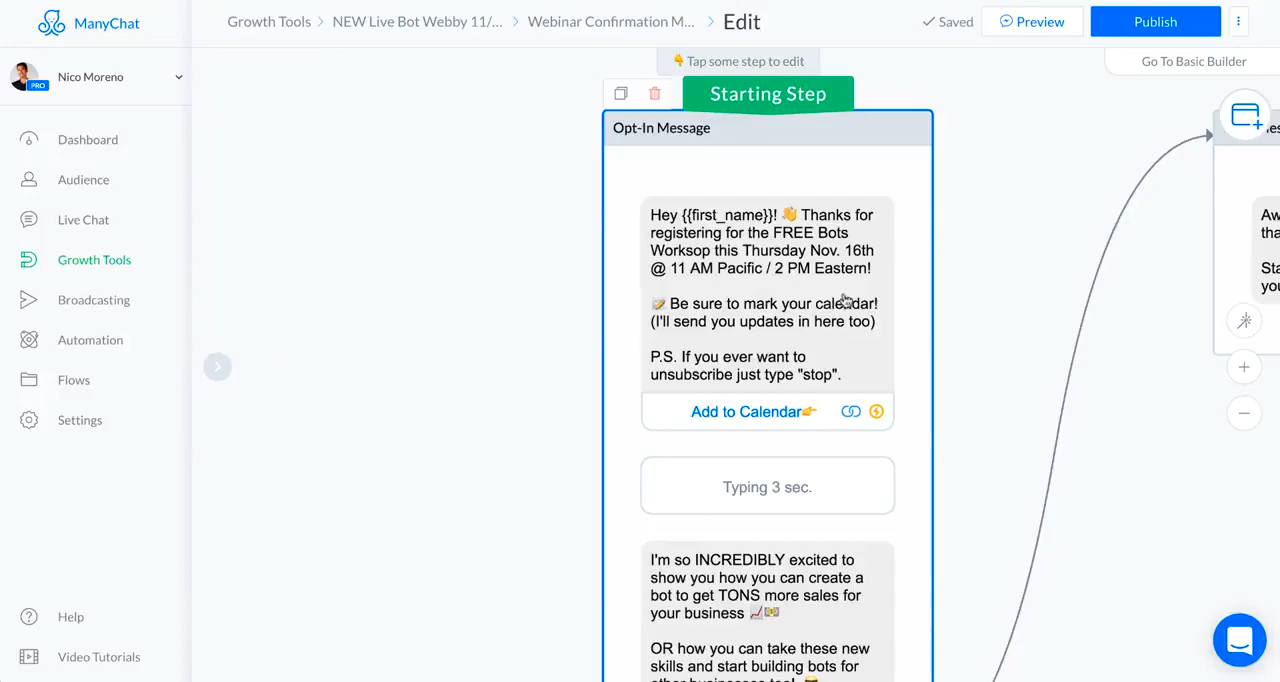 ManyChat
Growth Tools > NEW Live Bot Webby 11/... > Webinar Confirmation M... > Edit
Saved
Preview
Publish
Nico Moreno
PRO
👇 Tap some step to edit
Go To Basic Builder
Dashboard
Audience
Live Chat
Growth Tools
Broadcasting
Automation
Flows
Settings
Help
Video Tutorials
Starting Step
Opt-In Message
Hey {{first_name}}! 👋 Thanks for
registering for the FREE Bots
Worksop this Thursday Nov. 16th
@ 11 AM Pacific / 2 PM Eastern!
📝 Be sure to mark your calendar!
(I'll send you updates in here too)
P.S. If you ever want to
unsubscribe just type "stop".
Add to Calendar👉
Typing 3 sec.
I'm so INCREDIBLY excited to
show you how you can create a
bot to get TONS more sales for
your business 📈💵
OR how you can take these new
skills and start building bots for